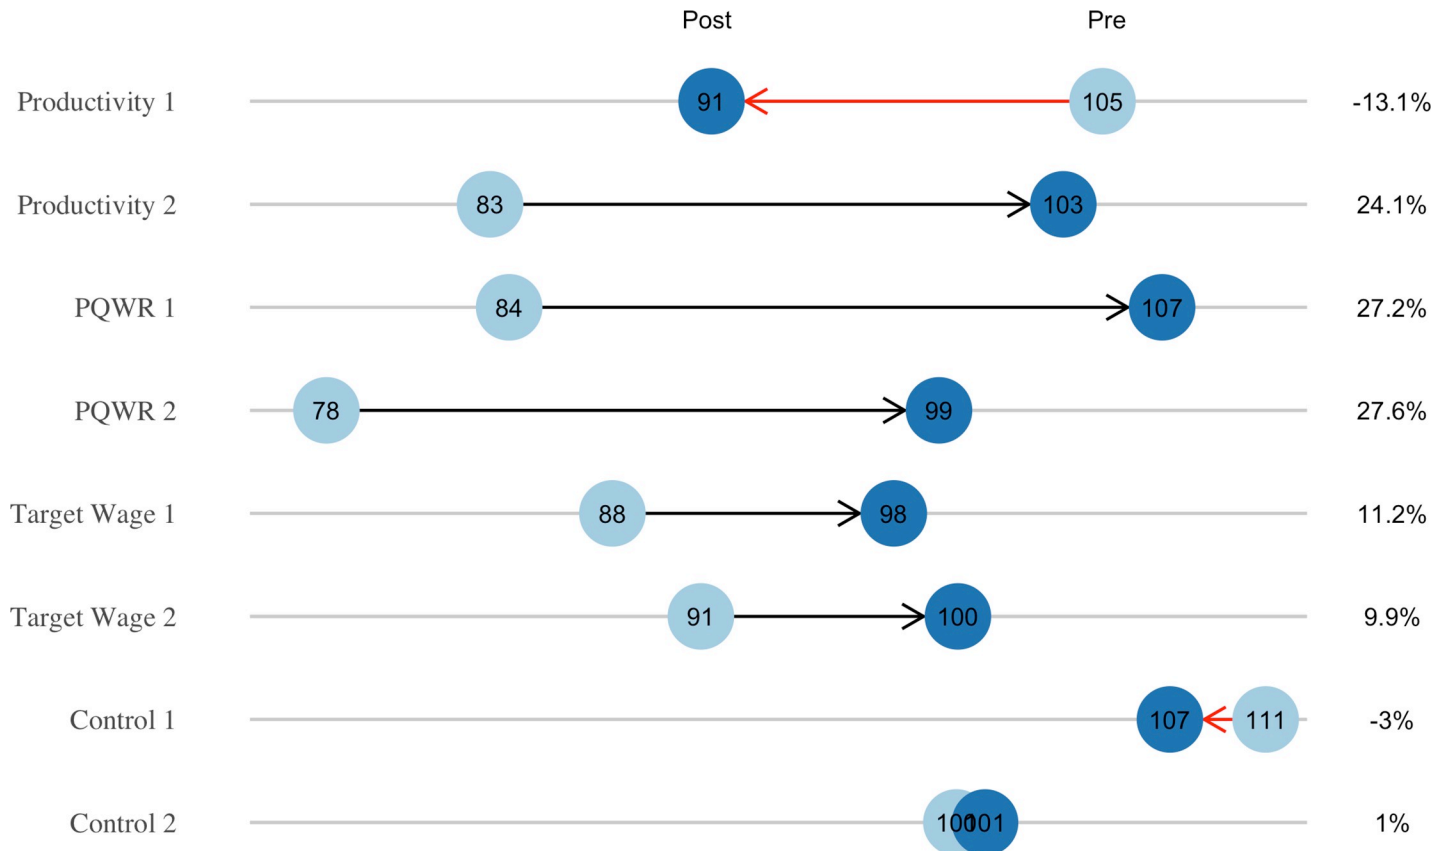 Post Pre
Productivity 1 91 105 -13.1%
Productivity 2 83 103 24.1%
PQWR 1 84 107 27.2%
PQWR 2 78 99 27.6%
Target Wage 1 88 98 11.2%
Target Wage 2 91 100 9.9%
Control 1 107 111 -3%
Control 2 100 101 1%